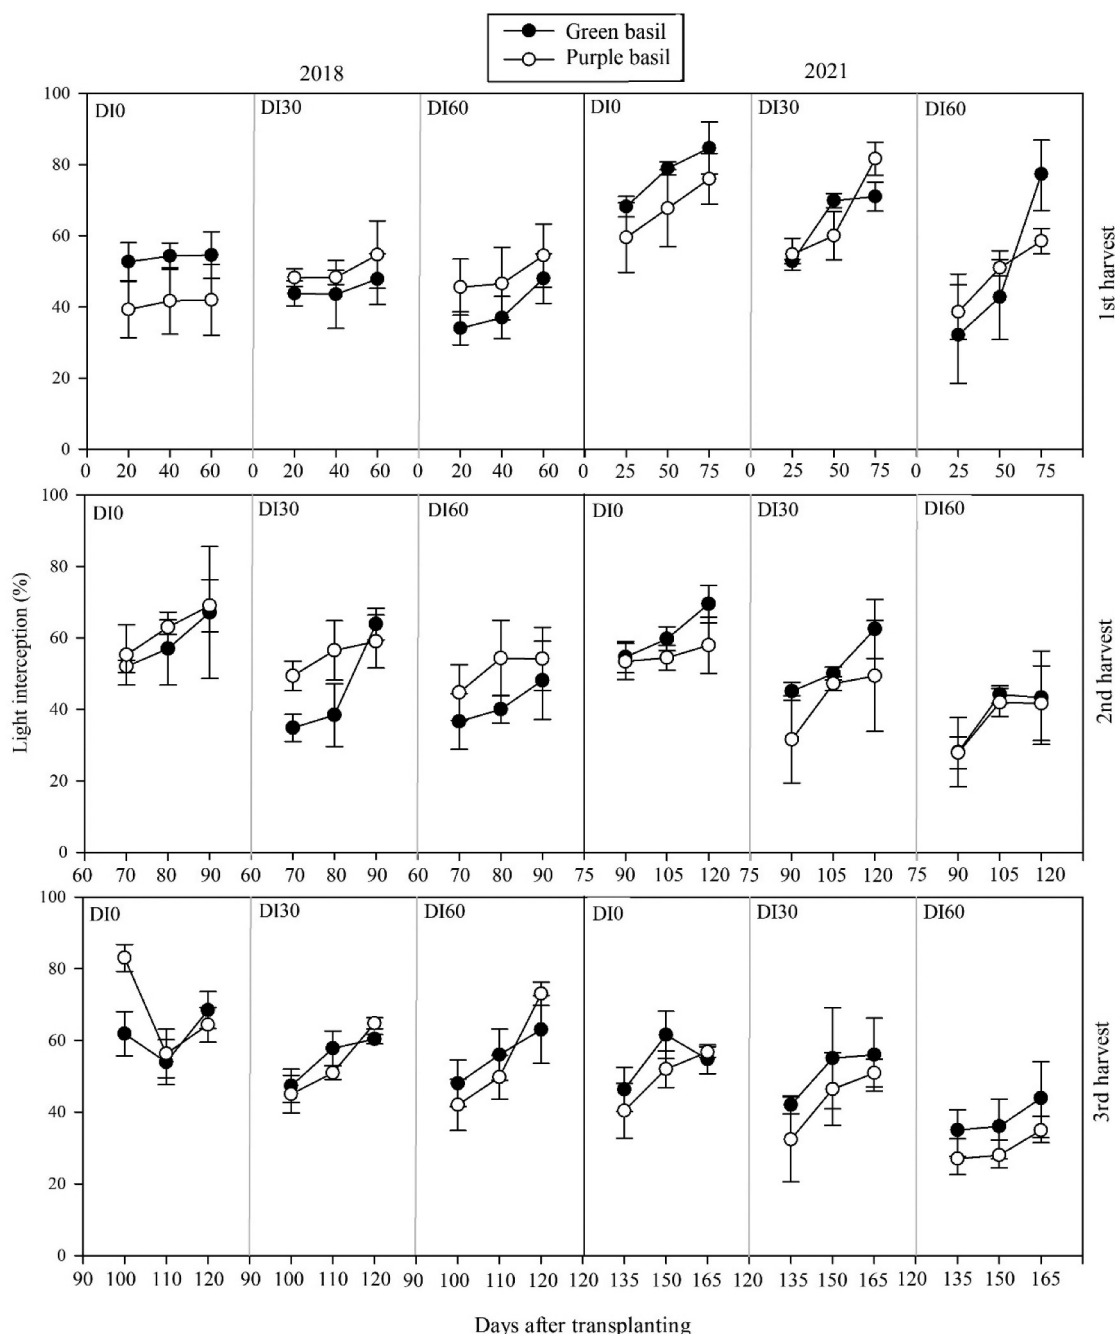 Green basil
Purple basil
2018
2021
100
DI0
DI30
DI60
DI0
DI30
DI60
80
60
40
20
0
1st harvest
0 20 40 60 0 20 40 60 0 20 40 60 0 25 50 75 0 25 50 75 0 25 50 75
100
DI0
DI30
DI60
DI0
DI30
DI60
80
60
40
20
0
Light interception (%)
2nd harvest
60 70 80 90 60 70 80 90 60 70 80 90 75 90 105 120 75 90 105 120 75 90 105 120
100
DI0
DI30
DI60
DI0
DI30
DI60
80
60
40
20
0
3rd harvest
90 100 110 120 90 100 110 120 90 100 110 120 120 135 150 165 120 135 150 165 120 135 150 165
Days after transplanting